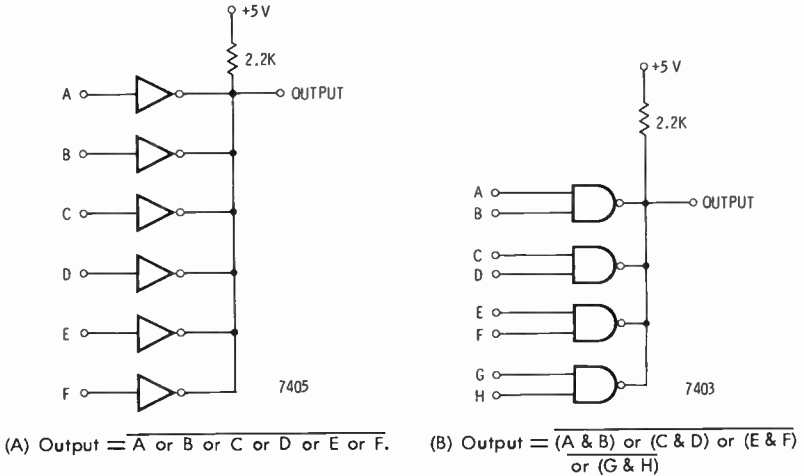 +5 V
2.2K
A
OUTPUT
B
C
D
E
F
7405
+5 V
2.2K
A
B
OUTPUT
C
D
E
F
G
H
7403
(A) Output = A or B or C or D or E or F.
(B) Output = (A & B) or (C & D) or (E & F)
or (G & H)